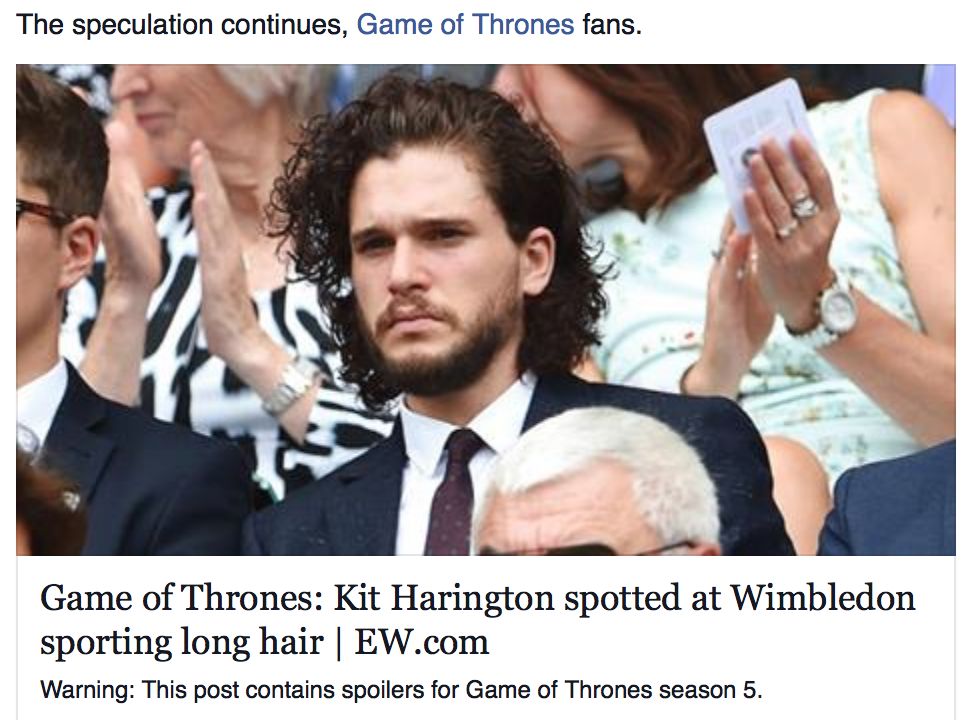 The speculation continues, Game of Thrones fans.
Game of Thrones: Kit Harington spotted at Wimbledon
sporting long hair | EW.com
Warning: This post contains spoilers for Game of Thrones season 5.